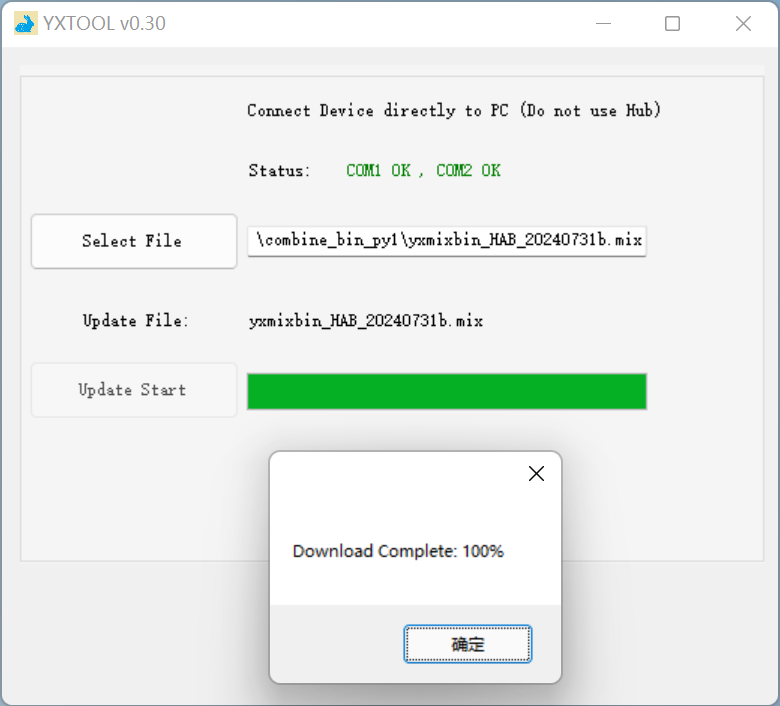 YXTOOL v0.30
Connect Device directly to PC (Do not use Hub)
Status: COM1 OK , COM2 OK
Select File \combine_bin_py1\yxmixbin_HAB_20240731b.mix
Update File: yxmixbin_HAB_20240731b.mix
Update Start
Download Complete: 100%
确定